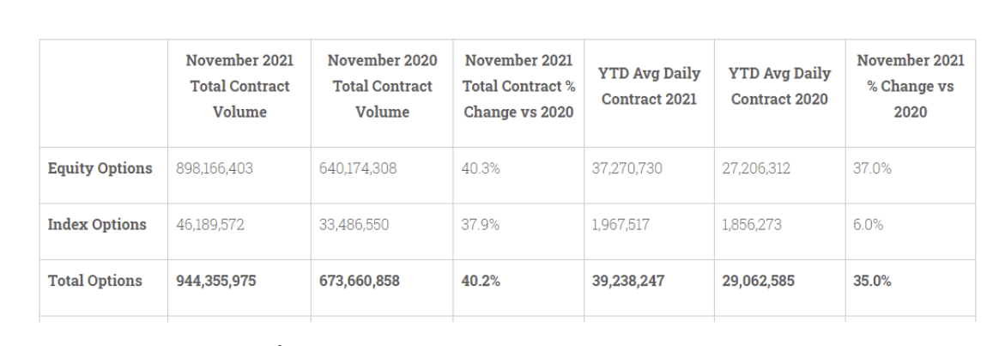 November 2021 Total Contract Volume
November 2020 Total Contract Volume
November 2021 Total Contract % Change vs 2020
YTD Avg Daily Contract 2021
YTD Avg Daily Contract 2020
November 2021 % Change vs 2020
Equity Options 898,166,403 640,174,308 40.3% 37,270,730 27,206,312 37.0%
Index Options 46,189,572 33,486,550 37.9% 1,967,517 1,856,273 6.0%
Total Options 944,355,975 673,660,858 40.2% 39,238,247 29,062,585 35.0%